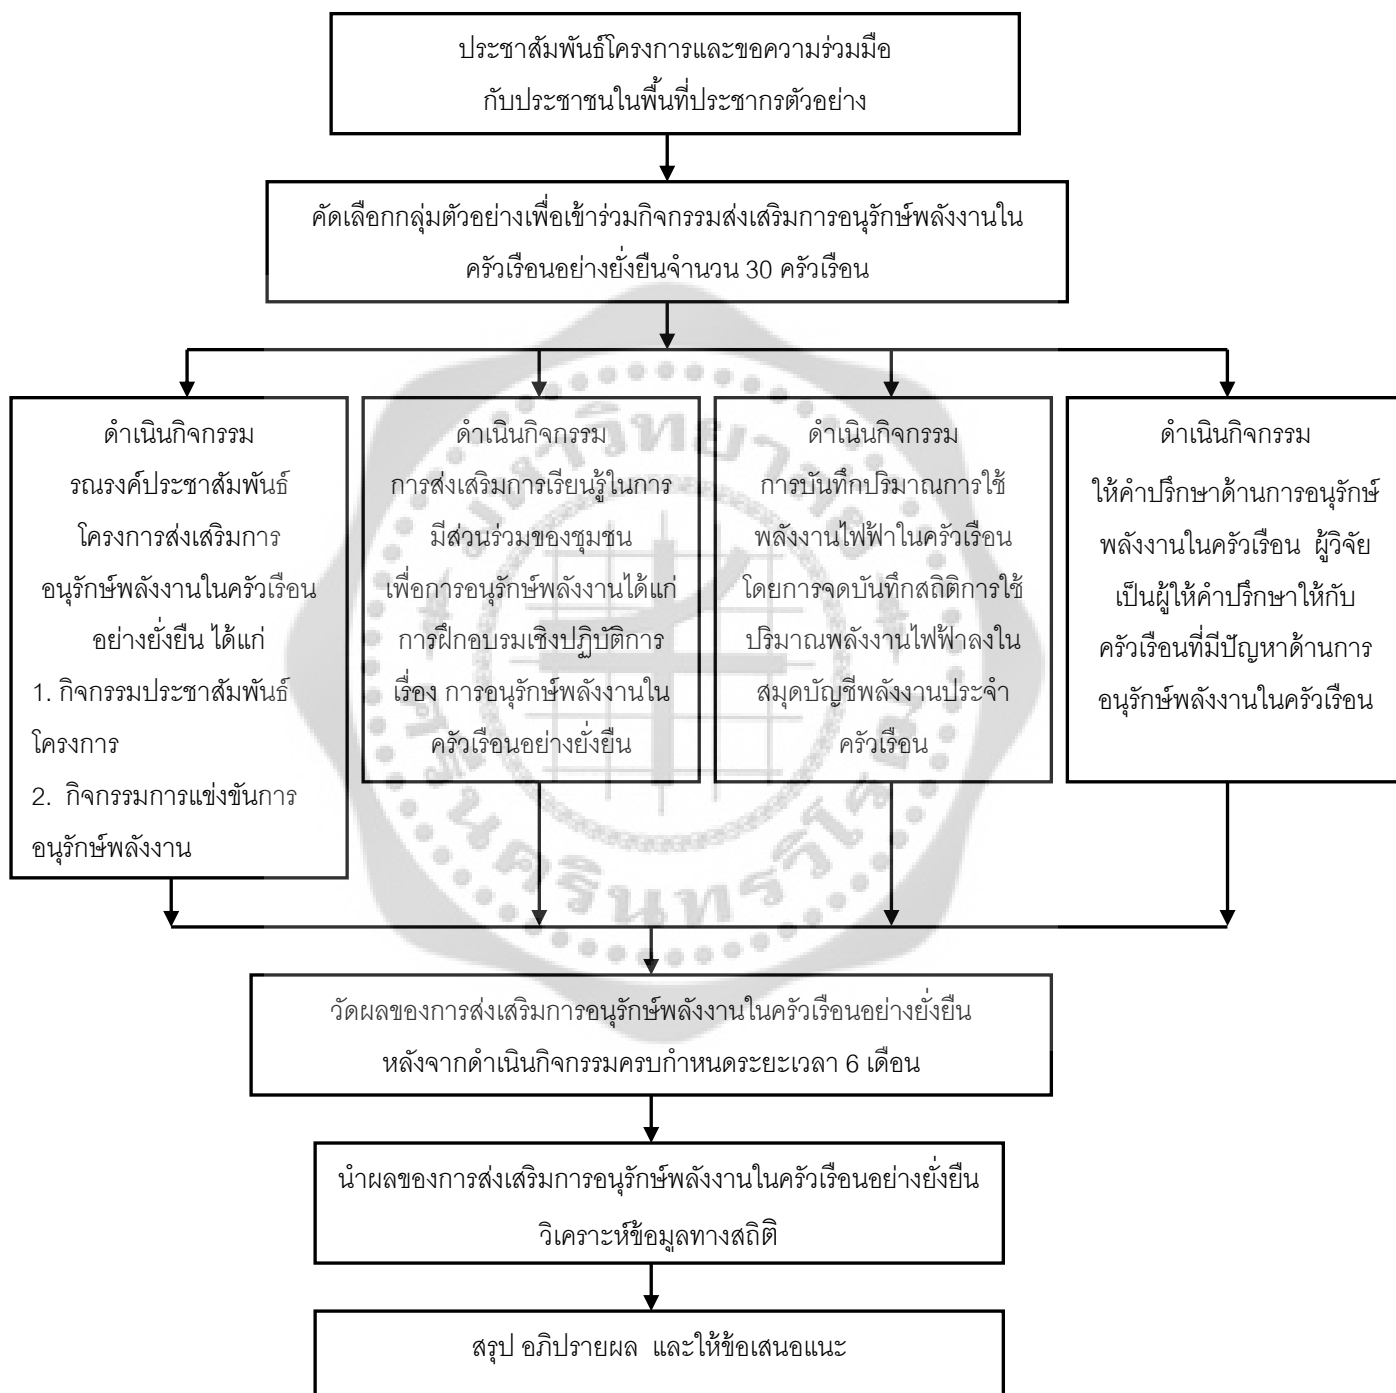 ประชาสัมพันธ์โครงการและขอความร่วมมือ
กับประชาชนในพื้นที่ประชากรตัวอย่าง
คัดเลือกกลุ่มตัวอย่างเพื่อเข้าร่วมกิจกรรมส่งเสริมการอนุรักษ์พลังงานใน
ครัวเรือนอย่างยั่งยืนจำนวน 30 ครัวเรือน
ดำเนินกิจกรรม
รณรงค์ประชาสัมพันธ์
โครงการส่งเสริมการ
อนุรักษ์พลังงานในครัวเรือน
อย่างยั่งยืน ได้แก่
1. กิจกรรมประชาสัมพันธ์
โครงการ
2.  กิจกรรมการแข่งขันการ
อนุรักษ์พลังงาน
ดำเนินกิจกรรม
การส่งเสริมการเรียนรู้ในการ
มีส่วนร่วมของชุมชน
เพื่อการอนุรักษ์พลังงานได้แก่
การฝึกอบรมเชิงปฏิบัติการ
เรื่อง การอนุรักษ์พลังงานใน
ครัวเรือนอย่างยั่งยืน
ดำเนินกิจกรรม
การบันทึกปริมาณการใช้
พลังงานไฟฟ้าในครัวเรือน
โดยการจดบันทึกสถิติการใช้
ปริมาณพลังงานไฟฟ้าลงใน
สมุดบัญชีพลังงานประจำ
ครัวเรือน
ดำเนินกิจกรรม
ให้คำปรึกษาด้านการอนุรักษ์
พลังงานในครัวเรือน  ผู้วิจัย
เป็นผู้ให้คำปรึกษาให้กับ
ครัวเรือนที่มีปัญหาด้านการ
อนุรักษ์พลังงานในครัวเรือน
มหาวิทยาลัย
ศรีนครินทรวิโรฒ
วัดผลของการส่งเสริมการอนุรักษ์พลังงานในครัวเรือนอย่างยั่งยืน
หลังจากดำเนินกิจกรรมครบกำหนดระยะเวลา 6 เดือน
นำผลของการส่งเสริมการอนุรักษ์พลังงานในครัวเรือนอย่างยั่งยืน
วิเคราะห์ข้อมูลทางสถิติ
สรุป อภิปรายผล  และให้ข้อเสนอแนะ